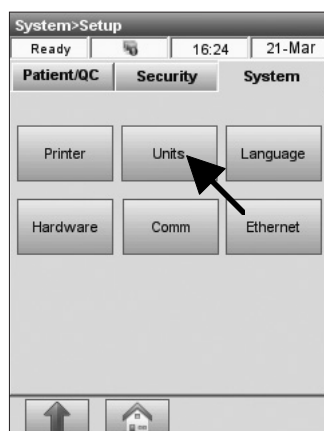 System>Setup
Ready 16:24 21-Mar
Patient/QC Security System
Printer Units Language
Hardware Comm Ethernet